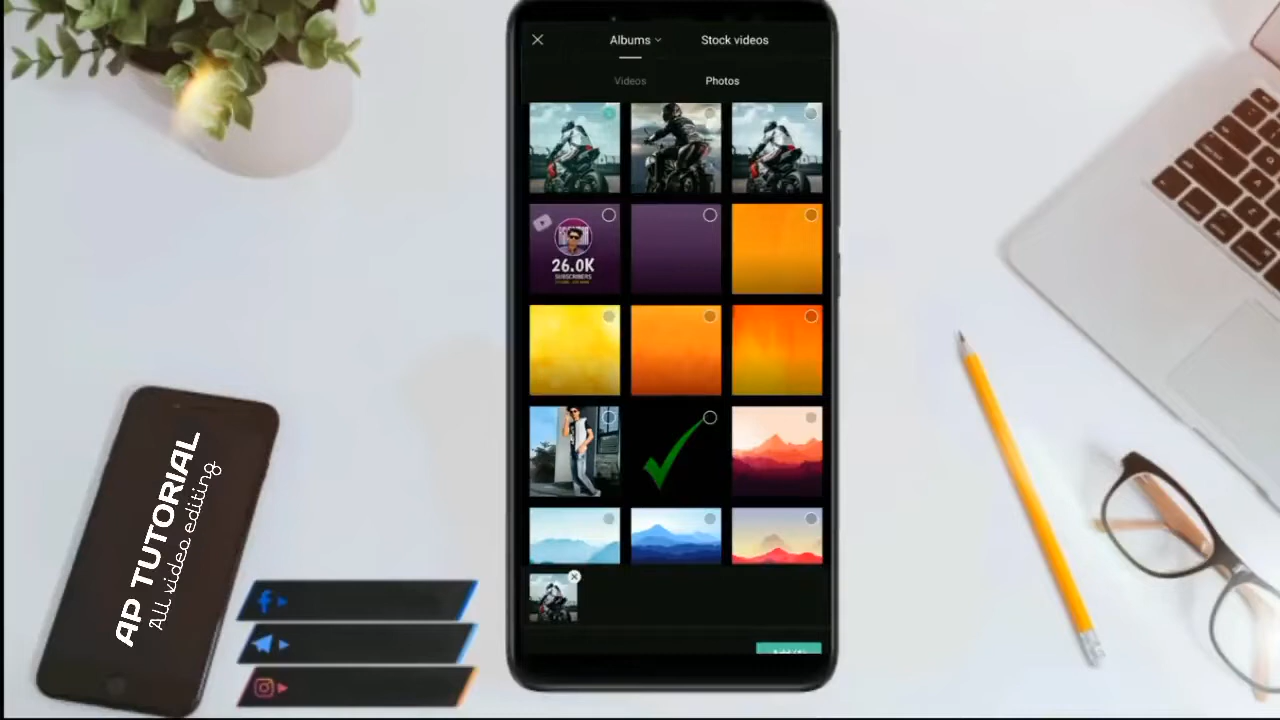 Albums
Stock videos
Videos
Photos
26.0K
SUBSCRIBERS
AP TUTORIAL
All video editing